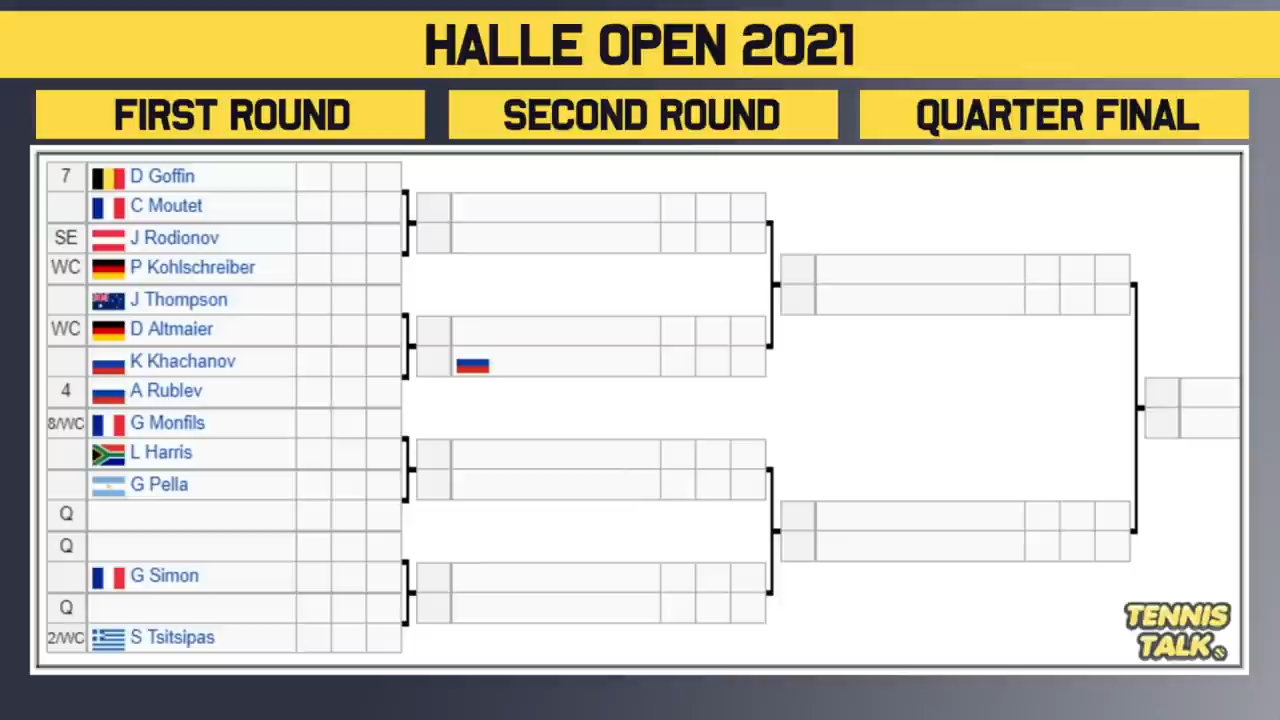 HALLE OPEN 2021
FIRST ROUND
SECOND ROUND
QUARTER FINAL
7 D Goffin
C Moutet
SE J Rodionov
WC P Kohlschreiber
J Thompson
WC D Altmaier
K Khachanov
4 A Rublev
8/WC G Monfils
L Harris
G Pella
Q
Q
G Simon
Q
2/WC S Tsitsipas
TENNIS
TALK